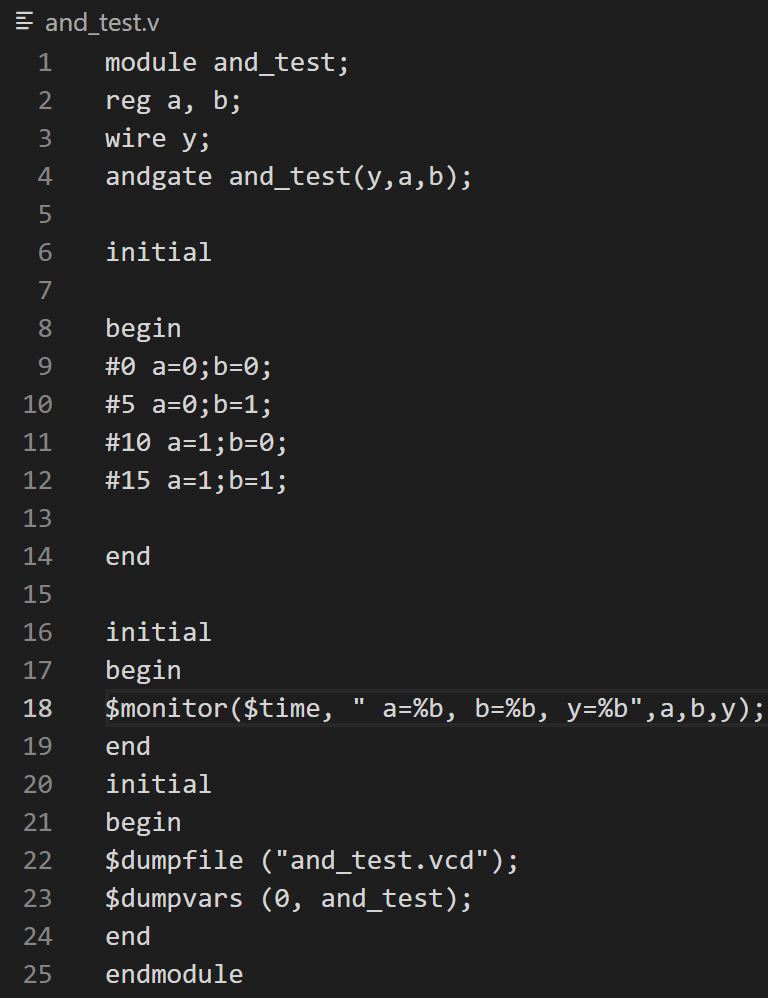 and_test.v
1 module and_test;
2 reg a, b;
3 wire y;
4 andgate and_test(y,a,b);
5
6 initial
7
8 begin
9 #0 a=0;b=0;
10 #5 a=0;b=1;
11 #10 a=1;b=0;
12 #15 a=1;b=1;
13
14 end
15
16 initial
17 begin
18 $monitor($time, " a=%b, b=%b, y=%b",a,b,y);
19 end
20 initial
21 begin
22 $dumpfile ("and_test.vcd");
23 $dumpvars (0, and_test);
24 end
25 endmodule